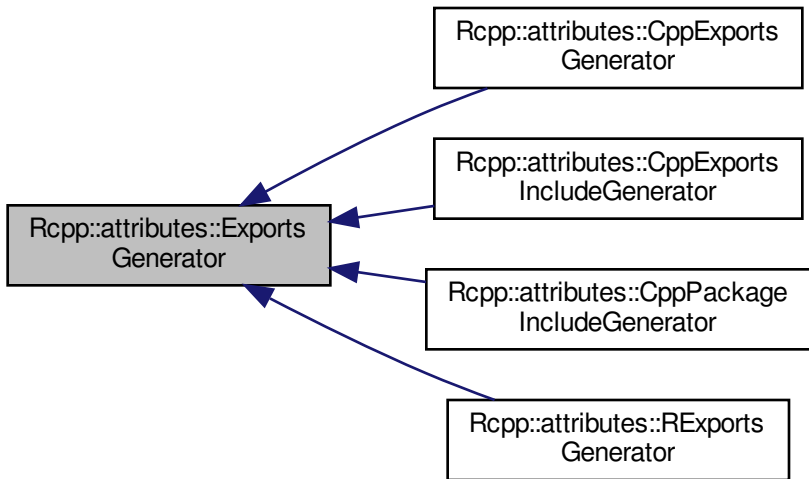 Rcpp::attributes::CppExports
Generator
Rcpp::attributes::CppExports
IncludeGenerator
Rcpp::attributes::Exports
Generator
Rcpp::attributes::CppPackage
IncludeGenerator
Rcpp::attributes::RExports
Generator